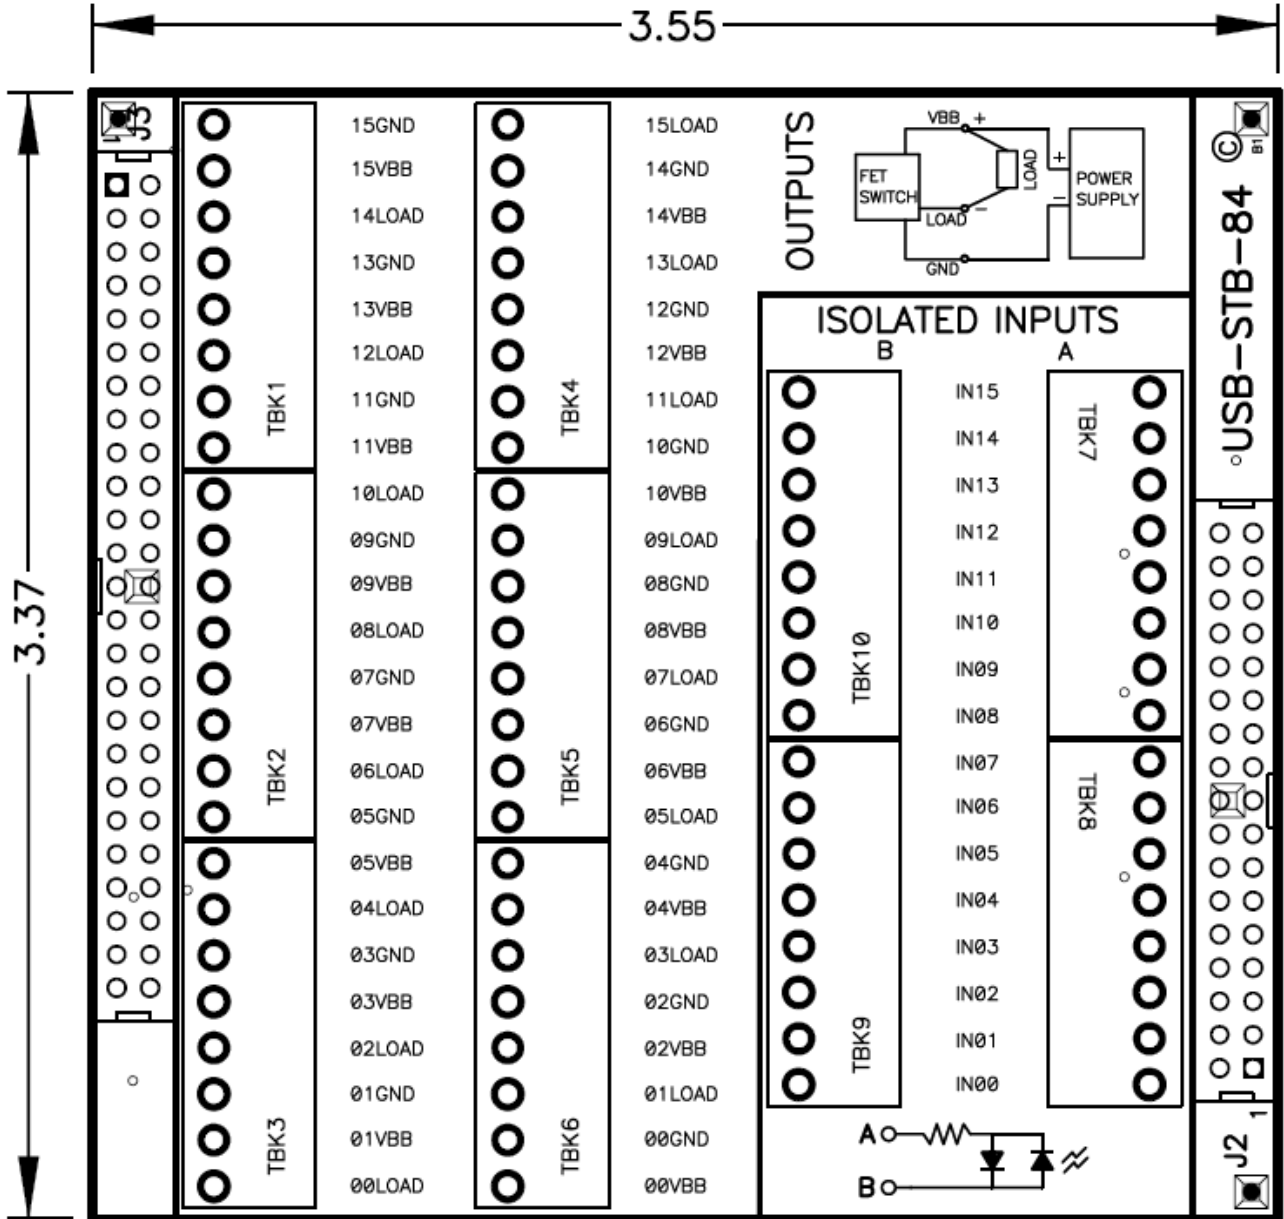 3.55
3.37
J3
1
15GND
15VBB
14LOAD
13GND
13VBB
12LOAD
11GND
11VBB
TBK1
10LOAD
09GND
09VBB
08LOAD
07GND
07VBB
06LOAD
05GND
TBK2
05VBB
04LOAD
03GND
03VBB
02LOAD
01GND
01VBB
00LOAD
TBK3
15LOAD
14GND
14VBB
13LOAD
12GND
12VBB
11LOAD
10GND
TBK4
10VBB
09LOAD
08GND
08VBB
07LOAD
06GND
06VBB
05LOAD
TBK5
04GND
04VBB
03LOAD
02GND
02VBB
01LOAD
00GND
00VBB
TBK6
OUTPUTS
VBB +
FET
SWITCH
LOAD
LOAD −
GND
+
−
POWER
SUPPLY
ISOLATED INPUTS
B A
IN15
IN14
IN13
IN12
IN11
IN10
IN09
IN08
IN07
IN06
IN05
IN04
IN03
IN02
IN01
IN00
TBK10
TBK9
TBK7
TBK8
A
B
© B1
USB-STB-84
J2
1